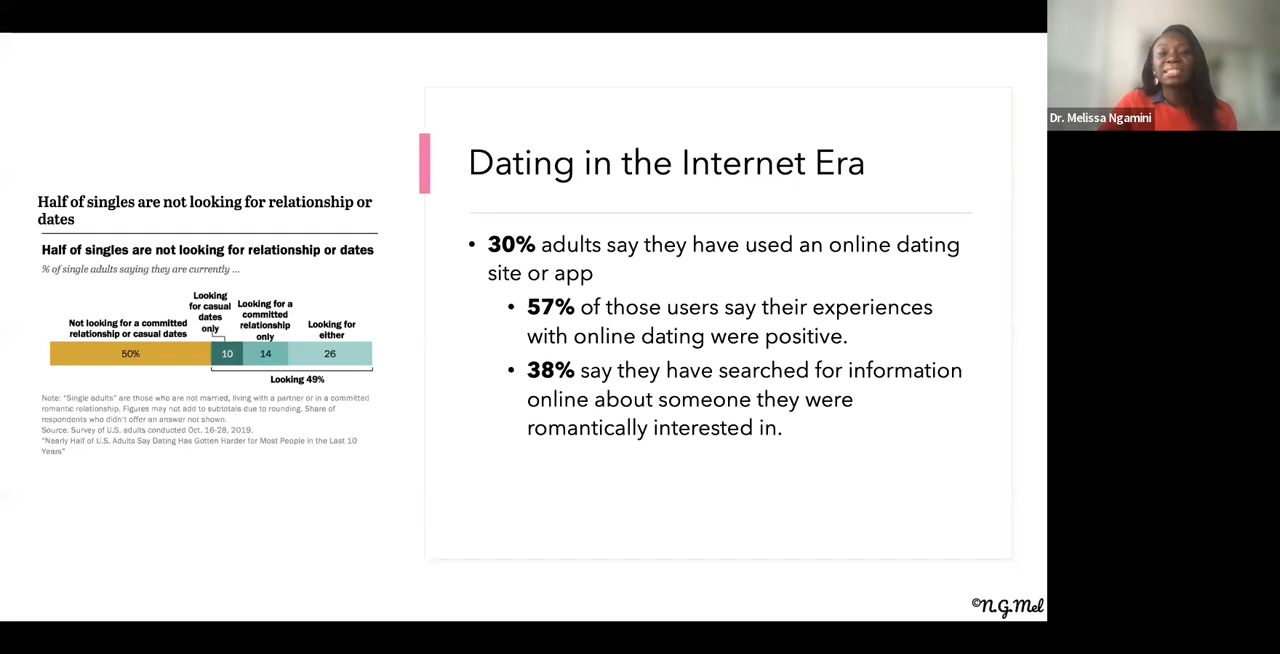 Half of singles are not looking for relationship or
dates
Half of singles are not looking for relationship or dates
% of single adults saying they are currently ...
Not looking for a committed
relationship or casual dates
Looking
for casual
dates
only
Looking for a
committed
relationship
only
Looking for
either
50%
10
14
26
Looking 49%
Note: "Single adults" are those who are not married, living with a partner or in a committed
romantic relationship. Figures may not add to subtotals due to rounding. Share of
respondents who didn't offer an answer not shown.
Source: Survey of U.S. adults conducted Oct. 16-28, 2019.
"Nearly Half of U.S. Adults Say Dating Has Gotten Harder for Most People in the Last 10
Years"
Dating in the Internet Era
• 30% adults say they have used an online dating
site or app
• 57% of those users say their experiences
with online dating were positive.
• 38% say they have searched for information
online about someone they were
romantically interested in.
©N.G.Mel
Dr. Melissa Ngamini